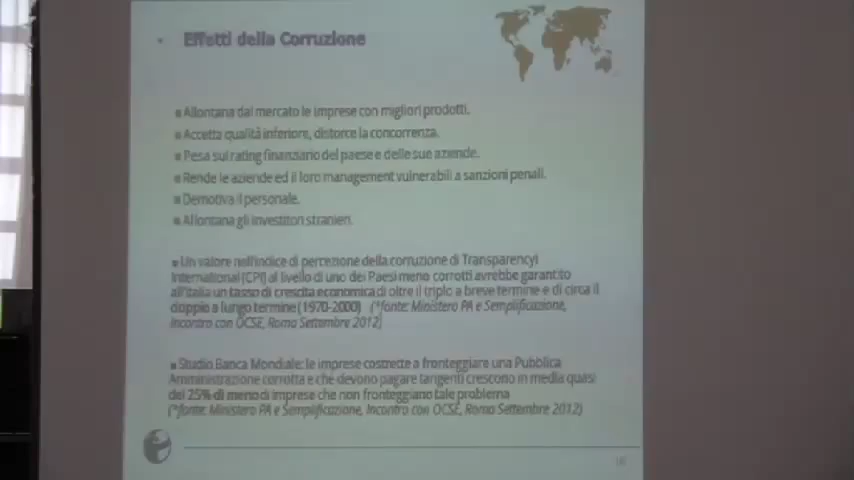 • Effetti della Corruzione
■ Allontana dal mercato le imprese con migliori prodotti.
■ Accetta qualità inferiore, distorce la concorrenza.
■ Pesa sul rating finanziario del paese e delle sue aziende.
■ Rende le aziende ed il loro management vulnerabili a sanzioni penali.
■ Demotiva il personale.
■ Allontana gli investitori stranieri.
■ Un valore nell'indice di percezione della corruzione di Transparencyi
International (CPI) al livello di uno dei Paesi meno corrotti avrebbe garantito
all'Italia un tasso di crescita economica di oltre il triplo a breve termine e di circa il
doppio a lungo termine (1970-2000) (*fonte: Ministero PA e Semplificazione,
Incontro con OCSE, Roma Settembre 2012)
■ Studio Banca Mondiale: le imprese costrette a fronteggiare una Pubblica
Amministrazione corrotta e che devono pagare tangenti crescono in media quasi
del 25% di meno di imprese che non fronteggiano tale problema
(*fonte: Ministero PA e Semplificazione, Incontro con OCSE, Roma Settembre 2012)